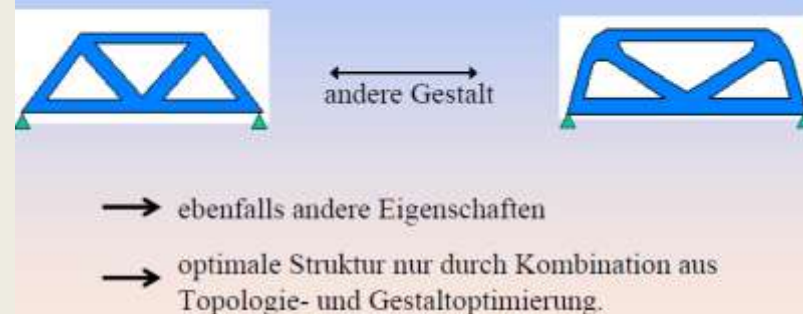 andere Gestalt
ebenfalls andere Eigenschaften
optimale Struktur nur durch Kombination aus
Topologie- und Gestaltoptimierung.